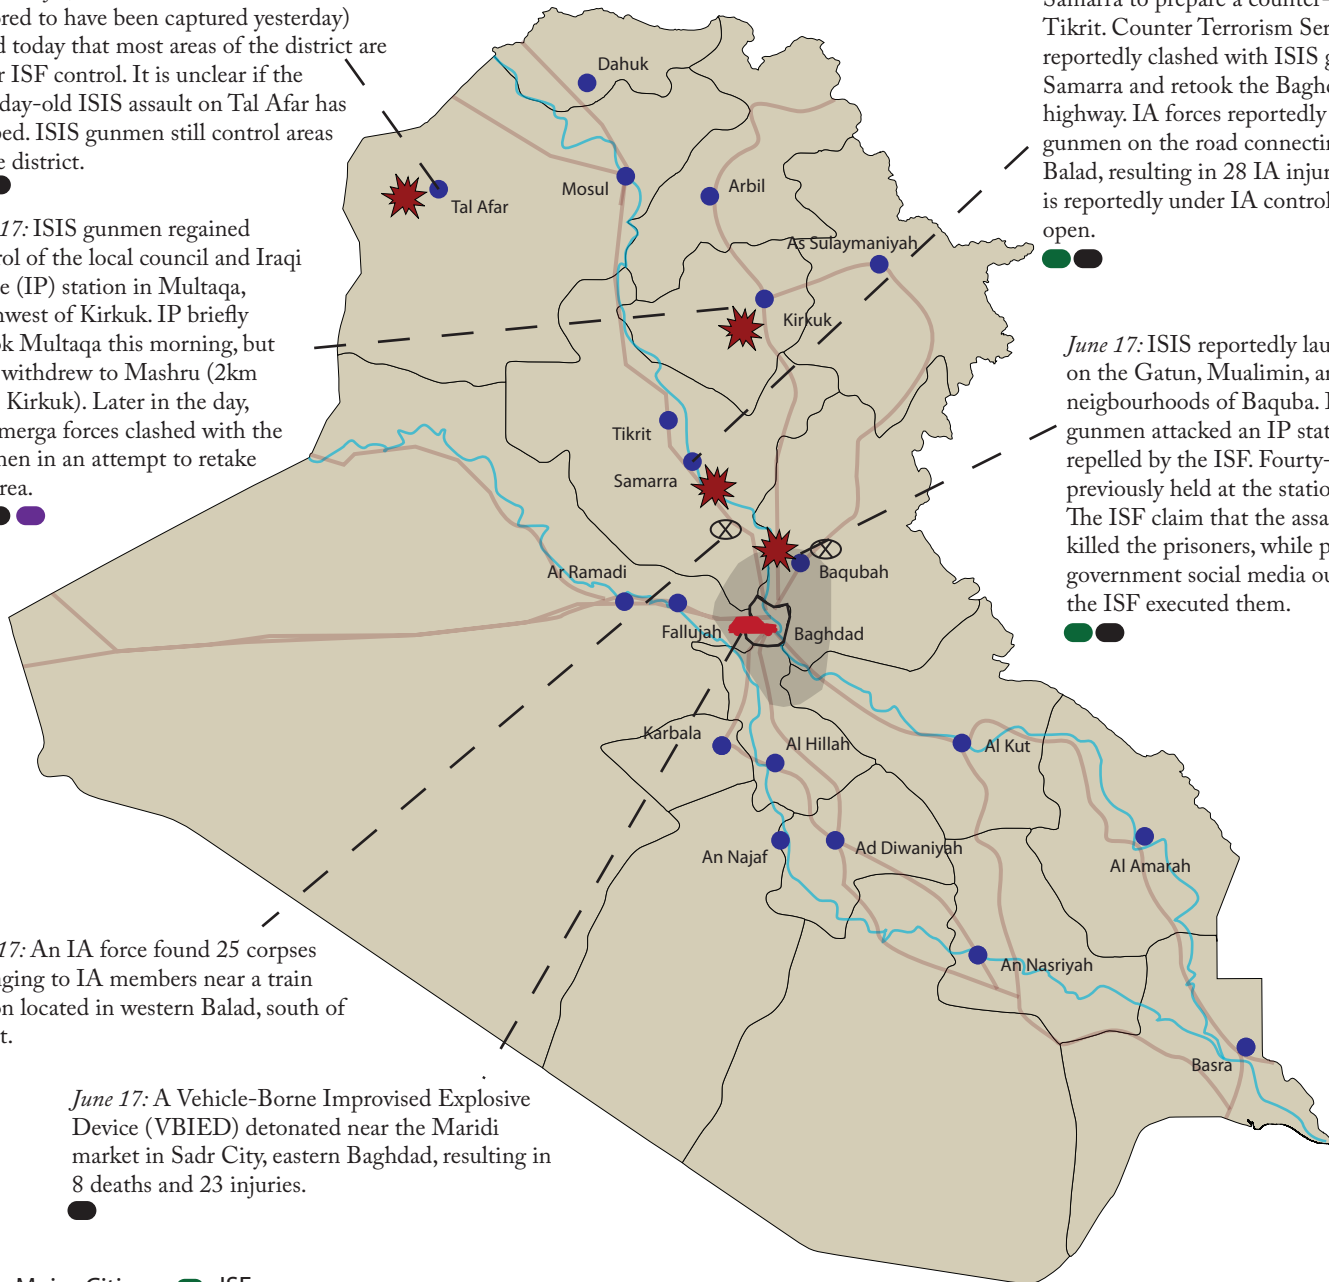 ored to have been captured yesterday)
d today that most areas of the district are
r ISF control. It is unclear if the
day-old ISIS assault on Tal Afar has
ped. ISIS gunmen still control areas
e district.
17: ISIS gunmen regained
rol of the local council and Iraqi
e (IP) station in Multaqa,
hwest of Kirkuk. IP briefly
ok Multaqa this morning, but
withdrew to Mashru (2km
Kirkuk). Later in the day,
merga forces clashed with the
men in an attempt to retake
rea.
17: An IA force found 25 corpses
nging to IA members near a train
on located in western Balad, south of
t.
June 17: A Vehicle-Borne Improvised Explosive
Device (VBIED) detonated near the Maridi
market in Sadr City, eastern Baghdad, resulting in
8 deaths and 23 injuries.
Samarra to prepare a counter-
Tikrit. Counter Terrorism Ser
reportedly clashed with ISIS g
Samarra and retook the Baghd
highway. IA forces reportedly
gunmen on the road connectin
Balad, resulting in 28 IA injur
is reportedly under IA control
open.
June 17: ISIS reportedly lau
on the Gatun, Mualimin, an
neigbourhoods of Baquba. I
gunmen attacked an IP stat
repelled by the ISF. Fourty-
previously held at the statio
The ISF claim that the assa
killed the prisoners, while p
government social media ou
the ISF executed them.
Dahuk
Tal Afar
Mosul
Arbil
As Sulaymaniyah
Kirkuk
Tikrit
Samarra
Ar Ramadi
Baqubah
Fallujah
Baghdad
Karbala
Al Hillah
Al Kut
An Najaf
Ad Diwaniyah
Al Amarah
An Nasriyah
Basra
Major Cities
ISF